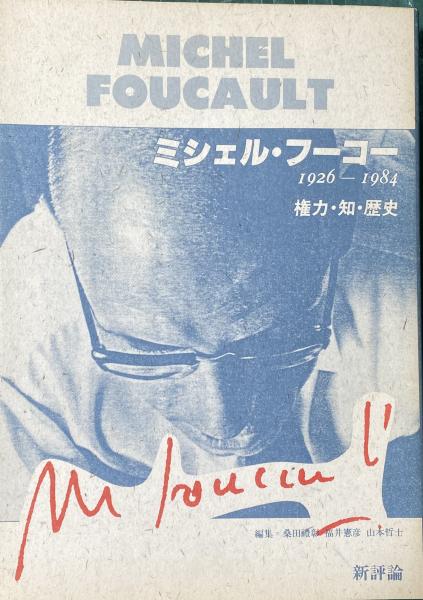 MICHEL
FOUCAULT
ミシェル・フーコー
1926–1984
権力・知・歴史
編集・桑田禮彰 福井憲彦 山本哲士
新評論